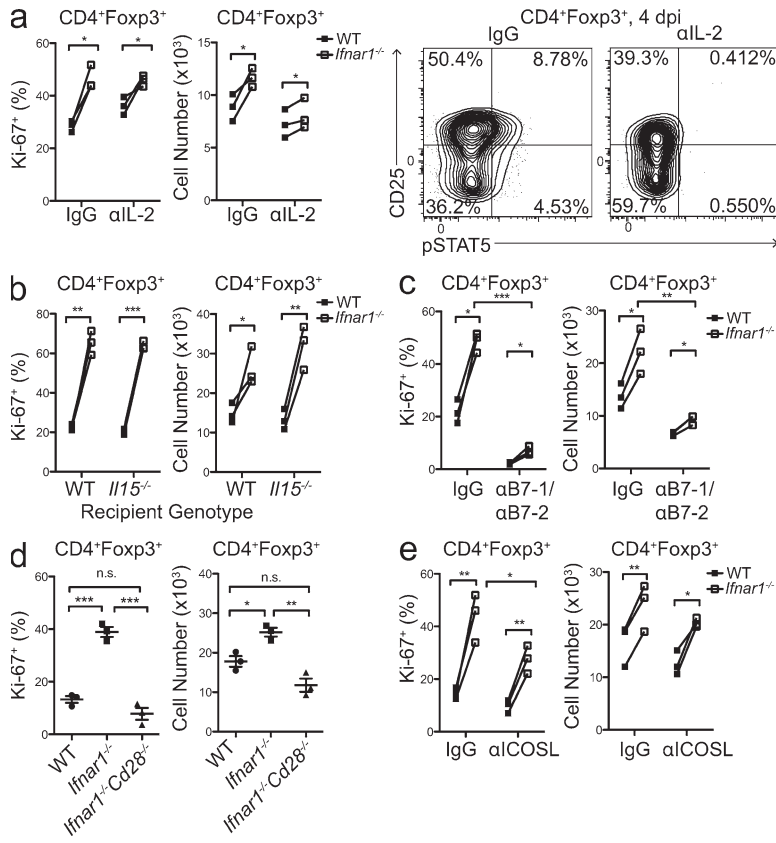 a
CD4⁺Foxp3⁺
Ki-67⁺ (%)
60
40
20
0
*
*
IgG
αIL-2
CD4⁺Foxp3⁺
Cell Number (x10³)
15
10
5
0
*
*
IgG
αIL-2
WT
Ifnar1⁻/⁻
CD4⁺Foxp3⁺, 4 dpi
IgG
αIL-2
50.4%
8.78%
36.2%
4.53%
39.3%
0.412%
59.7%
0.550%
CD25
0
0
0
0
pSTAT5
b
CD4⁺Foxp3⁺
Ki-67⁺ (%)
80
60
40
20
0
**
***
WT
Il15⁻/⁻
CD4⁺Foxp3⁺
Cell Number (x10³)
40
30
20
10
0
*
**
WT
Il15⁻/⁻
Recipient Genotype
WT
Ifnar1⁻/⁻
c
CD4⁺Foxp3⁺
Ki-67⁺ (%)
60
40
20
0
*
***
*
IgG
αB7-1/
αB7-2
CD4⁺Foxp3⁺
Cell Number (x10³)
30
20
10
0
*
**
*
IgG
αB7-1/
αB7-2
WT
Ifnar1⁻/⁻
d
CD4⁺Foxp3⁺
Ki-67⁺ (%)
60
40
20
0
n.s.
***
***
WT
Ifnar1⁻/⁻
Ifnar1⁻/⁻Cd28⁻/⁻
CD4⁺Foxp3⁺
Cell Number (x10³)
40
30
20
10
0
n.s.
*
**
WT
Ifnar1⁻/⁻
Ifnar1⁻/⁻Cd28⁻/⁻
e
CD4⁺Foxp3⁺
Ki-67⁺ (%)
60
40
20
0
**
*
**
IgG
αICOSL
CD4⁺Foxp3⁺
Cell Number (x10³)
30
20
10
0
**
*
IgG
αICOSL
WT
Ifnar1⁻/⁻